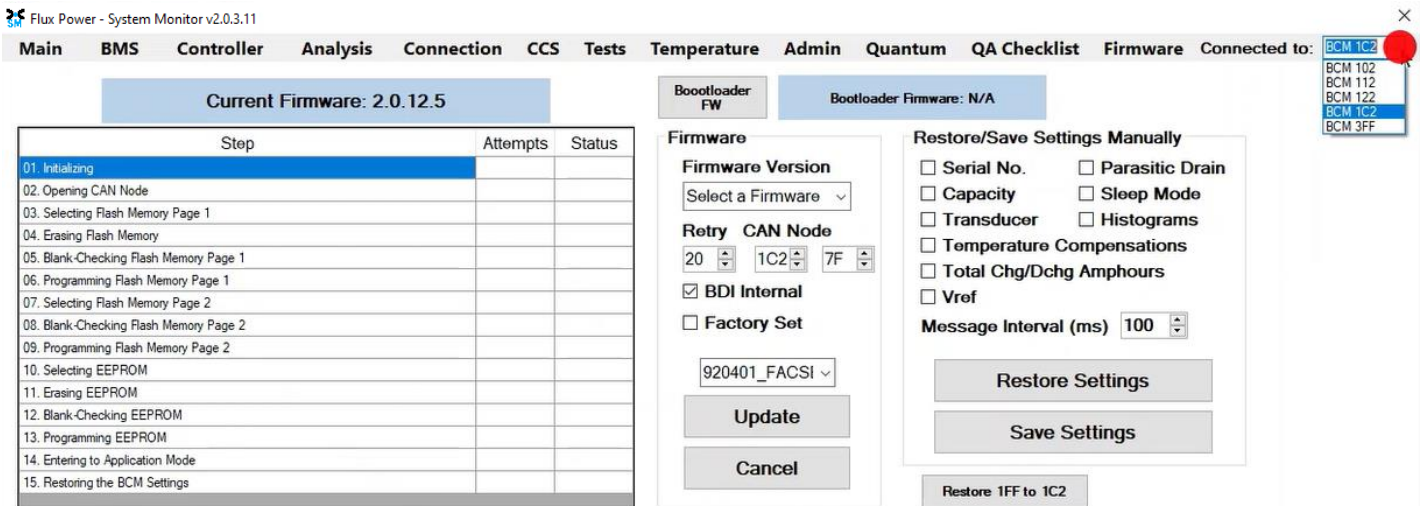 SM Flux Power - System Monitor v2.0.3.11
Main BMS Controller Analysis Connection CCS Tests Temperature Admin Quantum QA Checklist Firmware Connected to: BCM 1C2
BCM 102
BCM 112
BCM 122
BCM 1C2
BCM 3FF
Current Firmware: 2.0.12.5
Boootloader
FW
Bootloader Firmware: N/A
Step Attempts Status
01. Initializing
02. Opening CAN Node
03. Selecting Flash Memory Page 1
04. Erasing Flash Memory
05. Blank-Checking Flash Memory Page 1
06. Programming Flash Memory Page 1
07. Selecting Flash Memory Page 2
08. Blank-Checking Flash Memory Page 2
09. Programming Flash Memory Page 2
10. Selecting EEPROM
11. Erasing EEPROM
12. Blank-Checking EEPROM
13. Programming EEPROM
14. Entering to Application Mode
15. Restoring the BCM Settings
Firmware
Firmware Version
Select a Firmware
Retry CAN Node
20 1C2 7F
BDI Internal
Factory Set
920401_FACSI
Update
Cancel
Restore/Save Settings Manually
Serial No. Parasitic Drain
Capacity Sleep Mode
Transducer Histograms
Temperature Compensations
Total Chg/Dchg Amphours
Vref
Message Interval (ms) 100
Restore Settings
Save Settings
Restore 1FF to 1C2